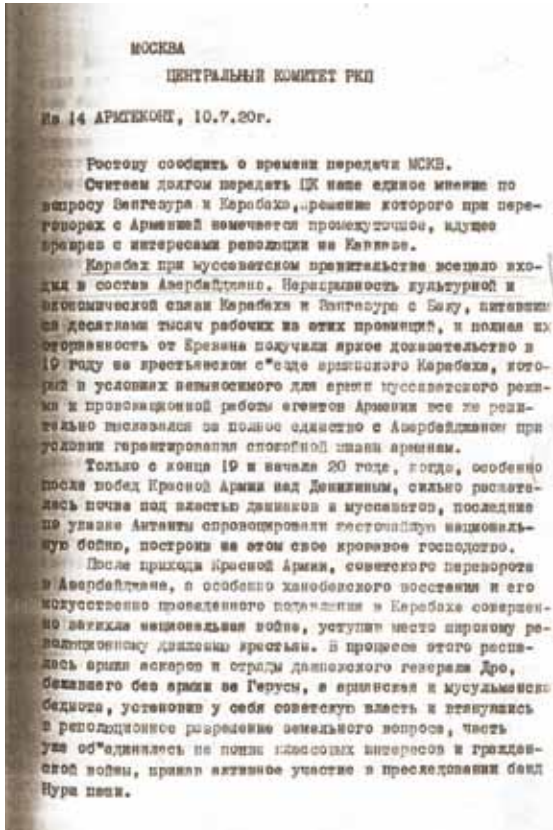 МОСКВА
ЦЕНТРАЛЬНЫЙ КОМИТЕТ РКП
Из 14 АРМТЕКОНТ, 10.7.20г.
Ростову сообщить о времени передачи МСКВ.
Считаем долгом передать ЦК наше единое мнение по
вопросу Зангезура и Карабаха, решение которого при пере-
говорах с Арменией намечается промежуточное, идущее
вразрез с интересами революции на Кавказе.
Карабах при муссаватском правительстве всецело вхо-
дил в состав Азербайджана. Неразрывность культурной и
экономической связи Карабаха и Зангезура с Баку,
десятками тысяч рабочих из этих провинций, и полная их
оторванность от Еревана получили яркое доказательство в
19 году на крестьянском с"езде армянского Карабаха, кото-
рый в условиях невыносимого для армян муссаватского режи-
ма и провокационной работы агентов Армении все же реши-
тельно высказался за полное единство с Азербайджаном при
условии гарантирования спокойной жизни армянам.
Только с конца 19 и начала 20 года, когда, особенно
после побед Красной Армии над Деникиным, сильно расшата-
лась почва под властью дашнаков и муссаватов, последние
по указке Антанты спровоцировали жесточайшую националь-
ную бойню, построив на этом свое кровавое господство.
После прихода Красной Армии, советского переворота
в Азербайджане, а особенно ханобекского восстания и его
искусственно проведенного подавления в Карабахе совершен-
но затихла национальная война, уступив место широкому ре-
волюционному движению крестьян. В процессе этого распа-
лась армия аскеров и отряды дашнакского генерала Дро,
бежавшего без армии за Герусы, а армянская и мусульманская
беднота, установив у себя советскую власть и втянувшись
в революционное разрешение земельного вопроса, часть
уже об"единялась на почве классовых интересов и граждан-
ской войны, приняв активное участие в преследовании банд
Нури паши.